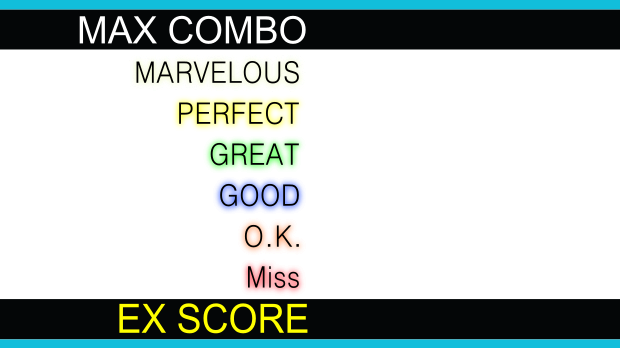 MAX COMBO
MARVELOUS
PERFECT
GREAT
GOOD
O.K.
Miss
EX SCORE